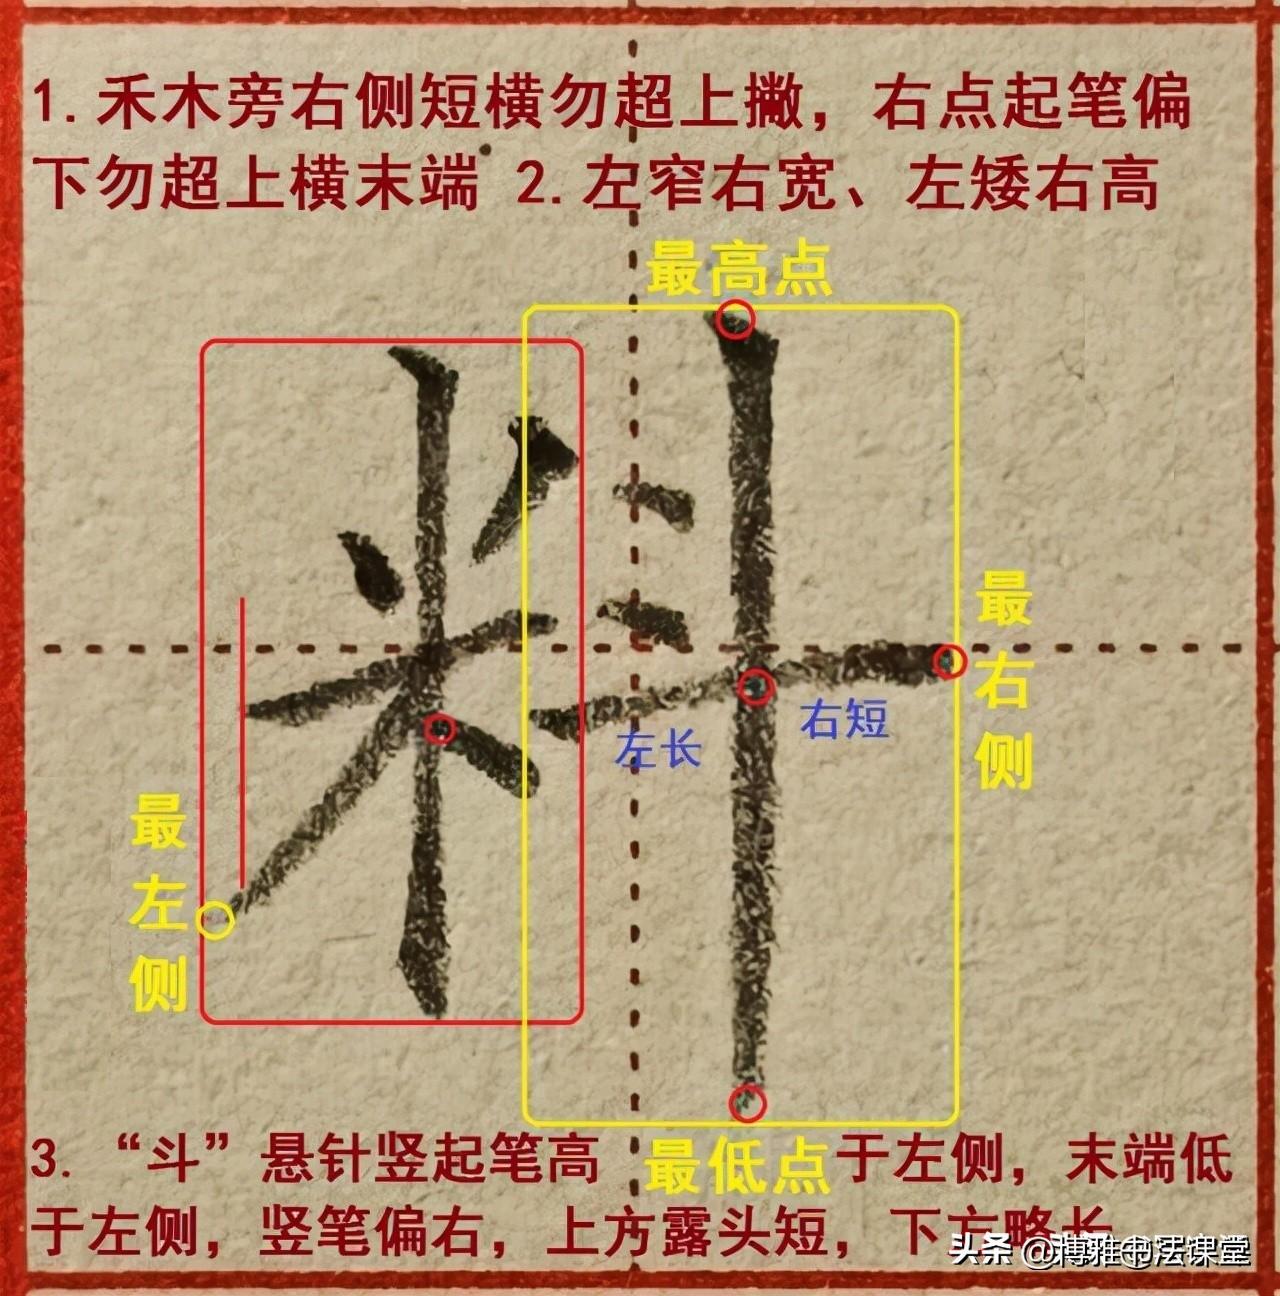 1.禾木旁右侧短横勿超上撇，右点起笔偏
下勿超上横末端 2.左窄右宽、左矮右高
最高点
料
最右侧
右短
左长
最左侧
3.“斗”悬针竖起笔高 最低点于左侧，末端低
于左侧，竖笔偏右，上方露头短，下方略长
头条 @博雅书法课堂